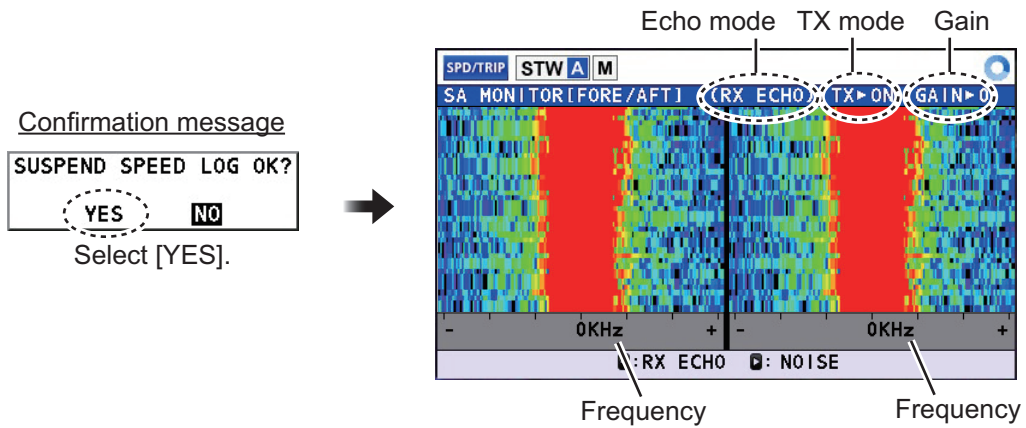 Echo mode TX mode Gain
SPD/TRIP STW A M
SA MONITOR[FORE/AFT] (RX ECHO) TX▶ON GAIN▶0
Confirmation message
SUSPEND SPEED LOG OK?
YES NO
Select [YES].
- 0KHz + - 0KHz +
:RX ECHO ▶: NOISE
Frequency Frequency